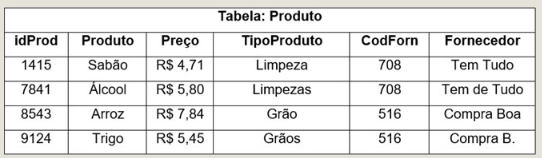 Tabela: Produto
idProd Produto Preço TipoProduto CodForn Fornecedor
1415 Sabão R$ 4,71 Limpeza 708 Tem Tudo
7841 Álcool R$ 5,80 Limpezas 708 Tem de Tudo
8543 Arroz R$ 7,84 Grão 516 Compra Boa
9124 Trigo R$ 5,45 Grãos 516 Compra B.